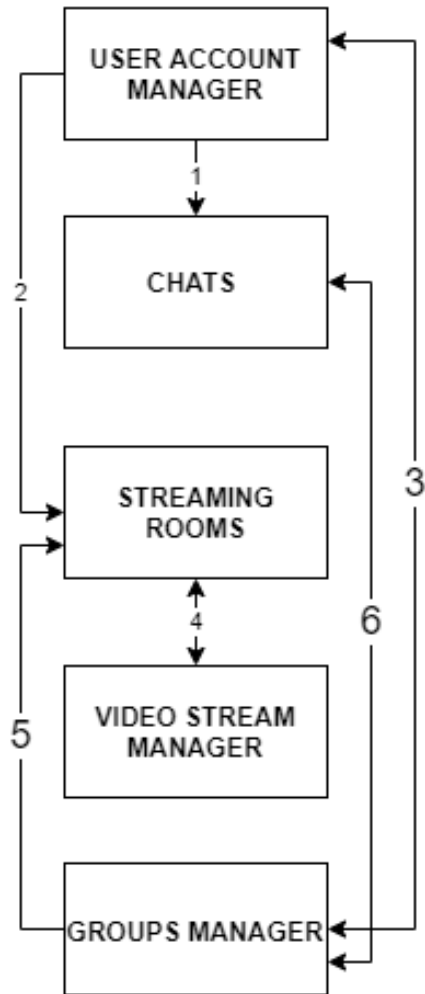 USER ACCOUNT
MANAGER
1
2
CHATS
3
STREAMING
ROOMS
4
6
VIDEO STREAM
MANAGER
5
GROUPS MANAGER